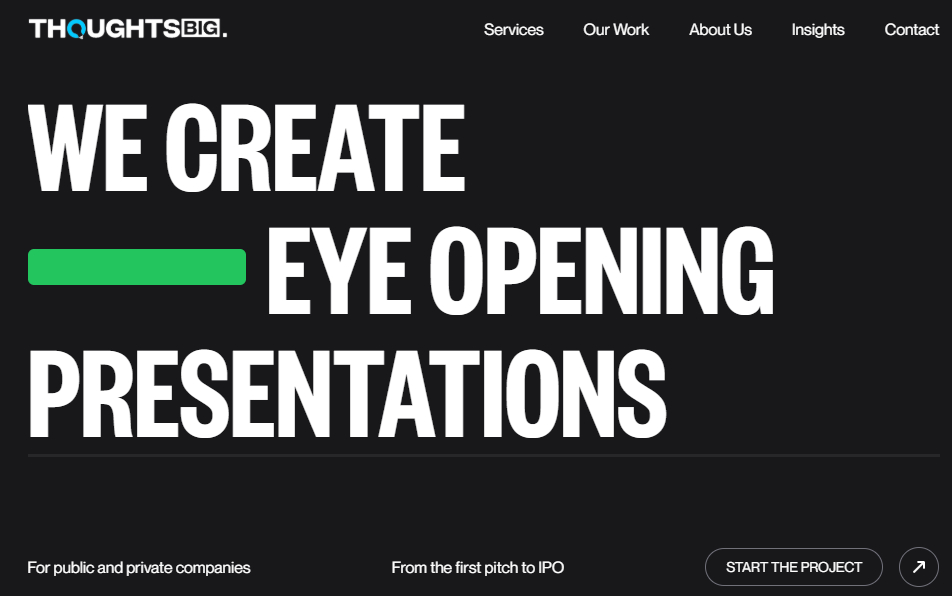 THOUGHTSBIG.
Services Our Work About Us Insights Contact
WE CREATE
EYE OPENING
PRESENTATIONS
For public and private companies From the first pitch to IPO START THE PROJECT